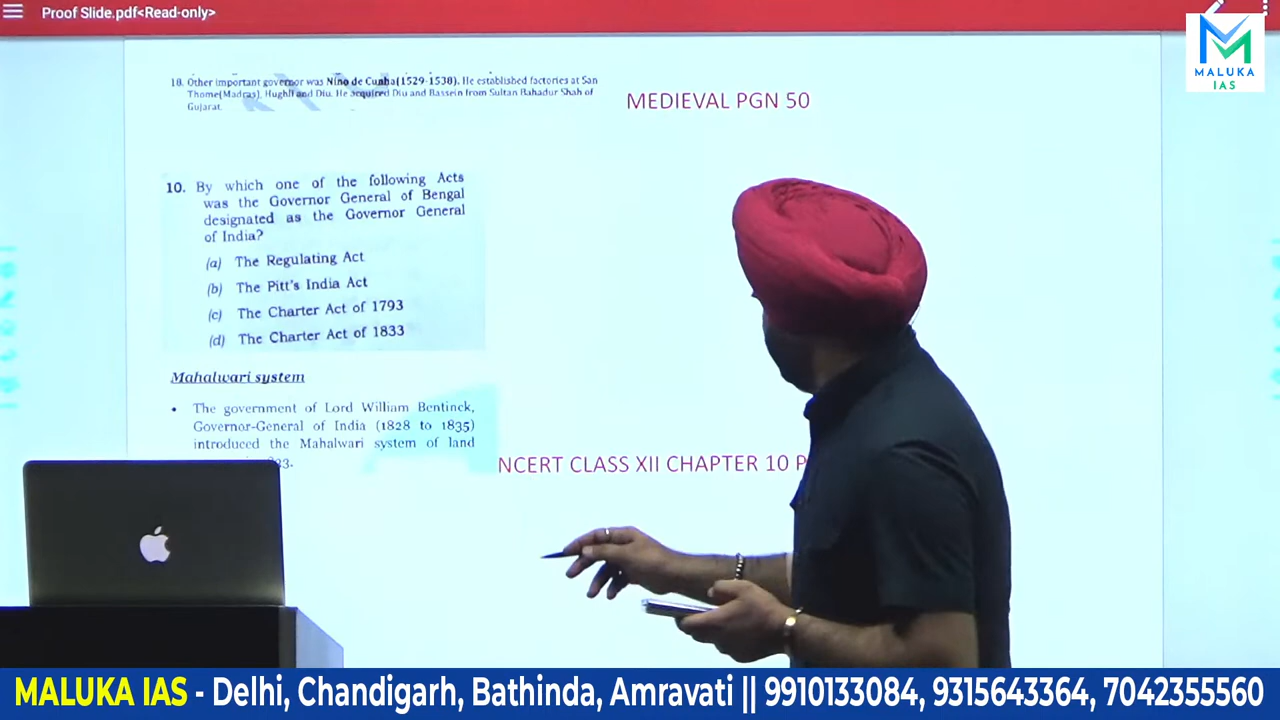 Proof Slide.pdf<Read-only>
MALUKA
IAS
18. Other important governor was Nino de Cunha(1529-1538). He established factories at San
Thome(Madras), Hughli and Diu. He acquired Diu and Bassein from Sultan Bahadur Shah of
Gujarat.
MEDIEVAL PGN 50
10. By which one of the following Acts
was the Governor General of Bengal
designated as the Governor General
of India?
(a) The Regulating Act
(b) The Pitt's India Act
(c) The Charter Act of 1793
(d) The Charter Act of 1833
Mahalwari system
• The government of Lord William Bentinck,
Governor-General of India (1828 to 1835)
introduced the Mahalwari system of land
33.
NCERT CLASS XII CHAPTER 10 P
MALUKA IAS - Delhi, Chandigarh, Bathinda, Amravati || 9910133084, 9315643364, 7042355560